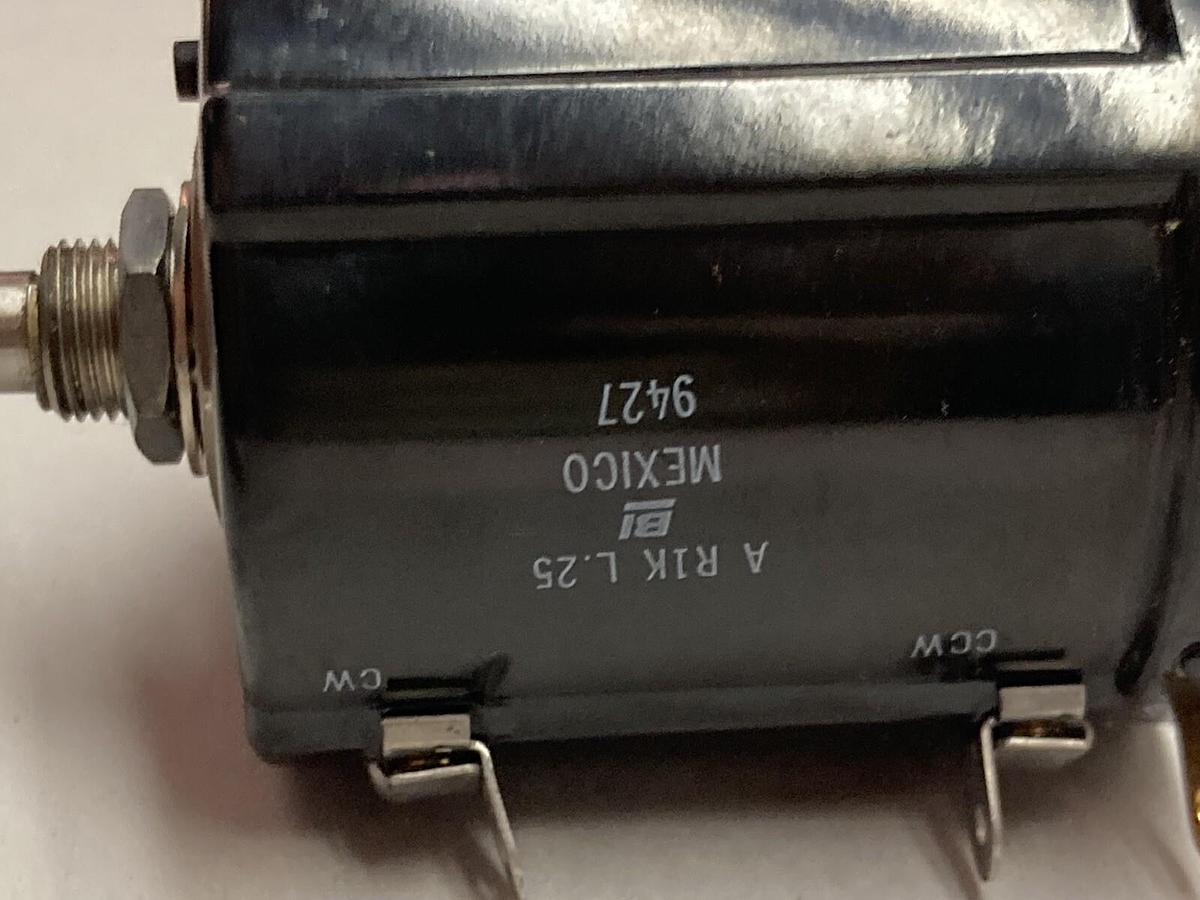 CCW CW
A R1K L.25
BI
MEXICO
9427